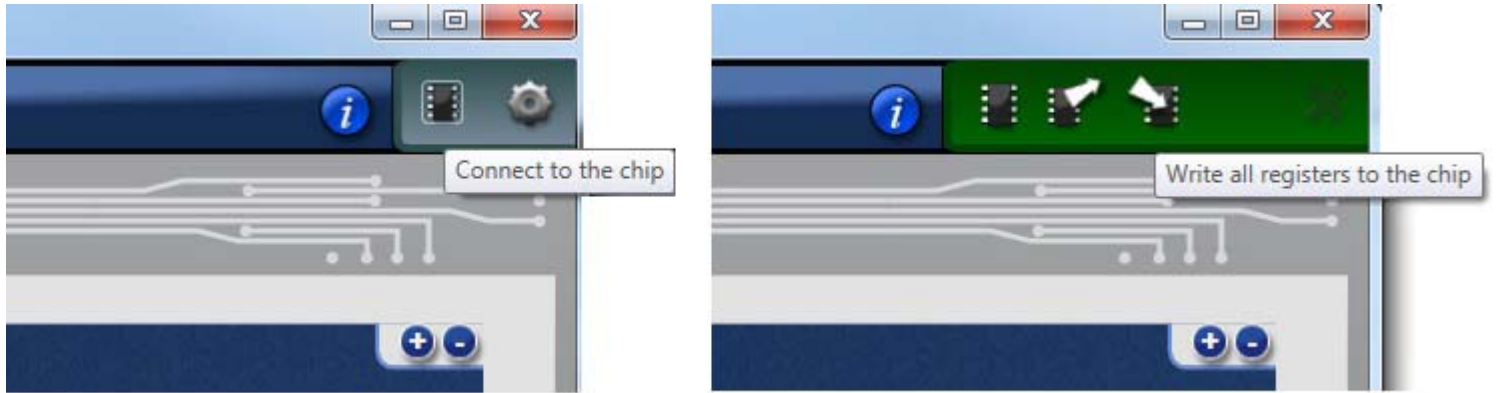 i
Connect to the chip
i
Write all registers to the chip